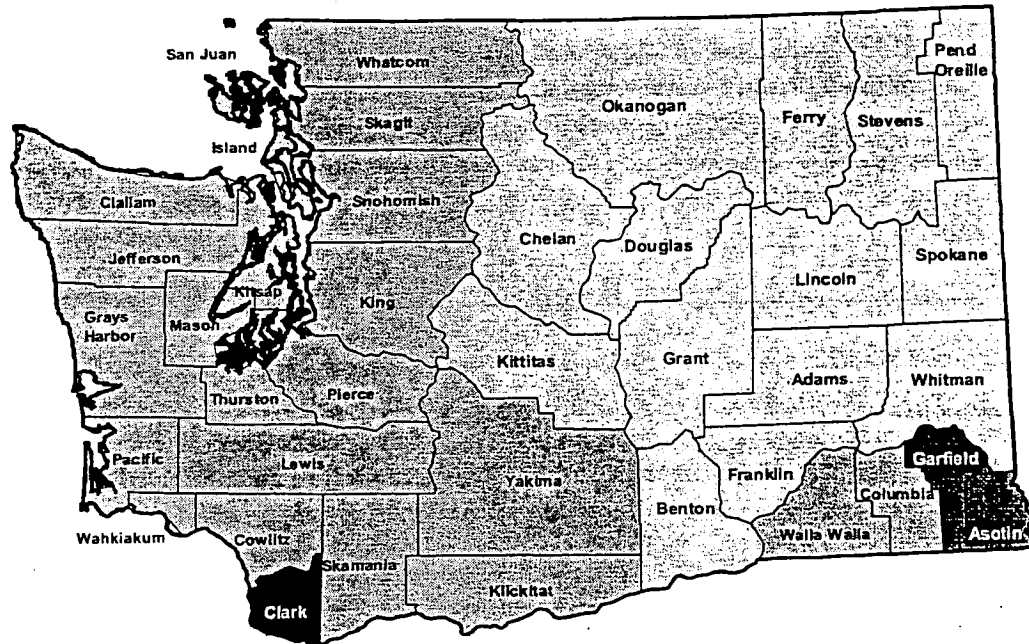 San Juan
Whatcom
Okanogan
Ferry
Stevens
Pend
Oreille
Skagit
Island
Clallam
Snohomish
Chelan
Douglas
Lincoln
Spokane
Jefferson
Kitsap
King
Grays
Harbor
Mason
Kittitas
Grant
Adams
Whitman
Thurston
Pierce
Pacific
Lewis
Yakima
Franklin
Garfield
Columbia
Benton
Wahkiakum
Cowlitz
Walla Walla
Asotin
Skamania
Clark
Klickitat